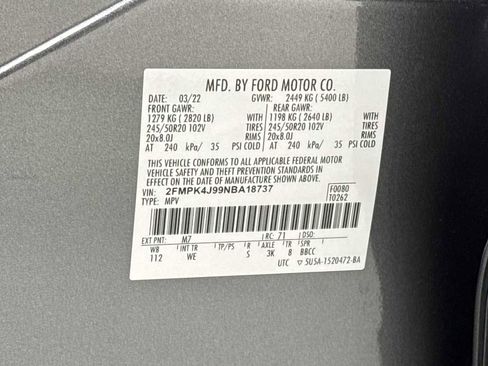 MFD. BY FORD MOTOR CO.
DATE: 03/22 GVWR: 2449 KG ( 5400 LB)
FRONT GAWR: REAR GAWR:
1279 KG ( 2820 LB) WITH 1198 KG ( 2640 LB) WITH
245/50R20 102V TIRES 245/50R20 102V TIRES
20x8.0J RIMS 20x8.0J RIMS
AT 240 kPa/ 35 PSI COLD AT 240 kPa/ 35 PSI COLD
THIS VEHICLE CONFORMS TO ALL APPLICABLE FEDERAL MOTOR
VEHICLE SAFETY AND THEFT PREVENTION STANDARDS IN EFFECT
ON THE DATE OF MANUFACTURE SHOWN ABOVE.
VIN: 2FMPK4J99NBA18737 F0080
TYPE: MPV T0262
EXT PNT: M7 RC: 71 DSO:
WB INT TR TP/PS R AXLE TR SPR
112 WE S 3K 8 BBCC
UTC ▽ 5U5A-1520472-BA